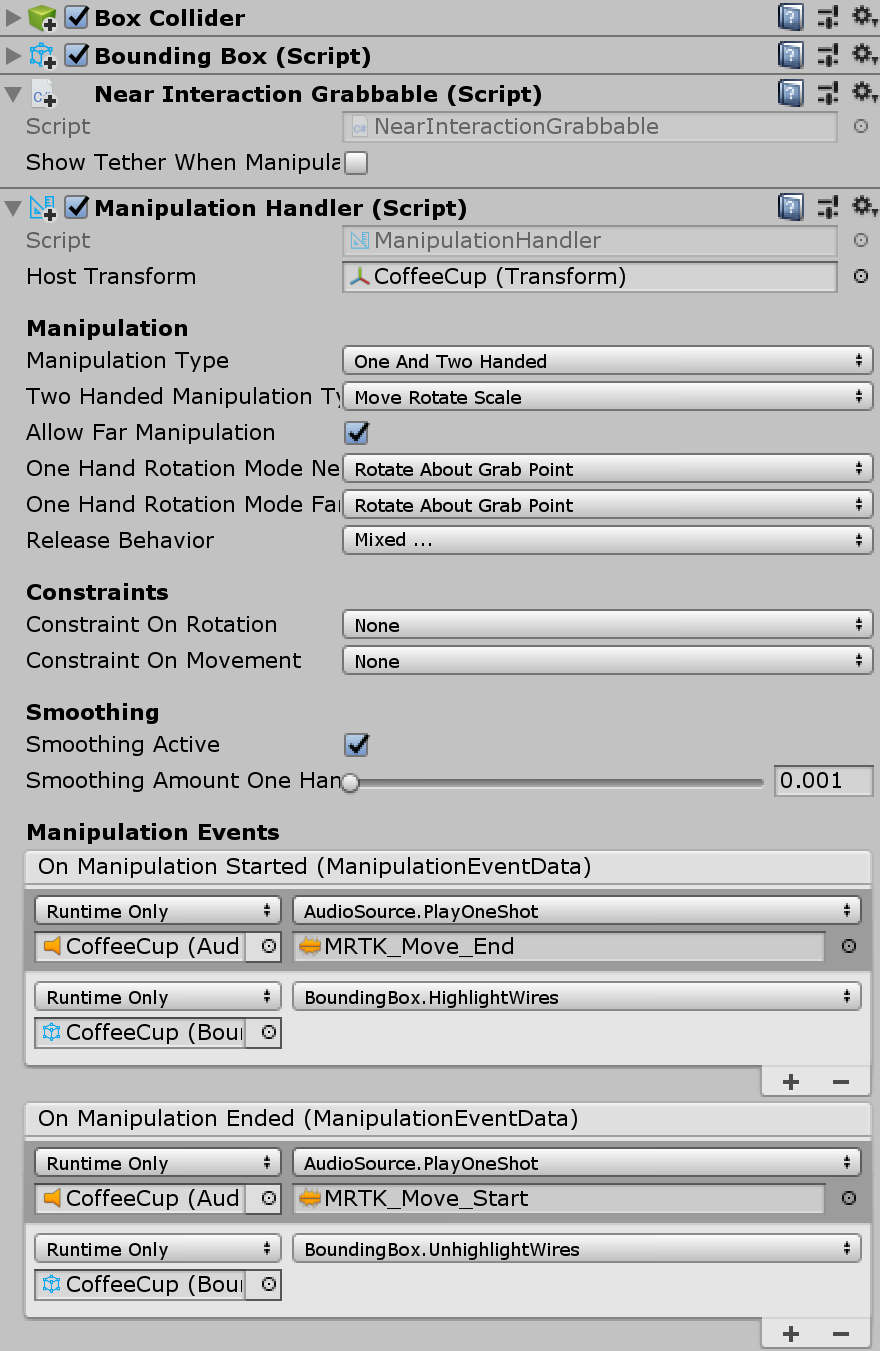 Box Collider
Bounding Box (Script)
Near Interaction Grabbable (Script)
Script NearInteractionGrabbable
Show Tether When Manipula
Manipulation Handler (Script)
Script ManipulationHandler
Host Transform CoffeeCup (Transform)
Manipulation
Manipulation Type One And Two Handed
Two Handed Manipulation Ty Move Rotate Scale
Allow Far Manipulation
One Hand Rotation Mode Ne Rotate About Grab Point
One Hand Rotation Mode Far Rotate About Grab Point
Release Behavior Mixed ...
Constraints
Constraint On Rotation None
Constraint On Movement None
Smoothing
Smoothing Active
Smoothing Amount One Han 0.001
Manipulation Events
On Manipulation Started (ManipulationEventData)
Runtime Only AudioSource.PlayOneShot
CoffeeCup (Aud MRTK_Move_End
Runtime Only BoundingBox.HighlightWires
CoffeeCup (Bou
+ −
On Manipulation Ended (ManipulationEventData)
Runtime Only AudioSource.PlayOneShot
CoffeeCup (Aud MRTK_Move_Start
Runtime Only BoundingBox.UnhighlightWires
CoffeeCup (Bou
+ −